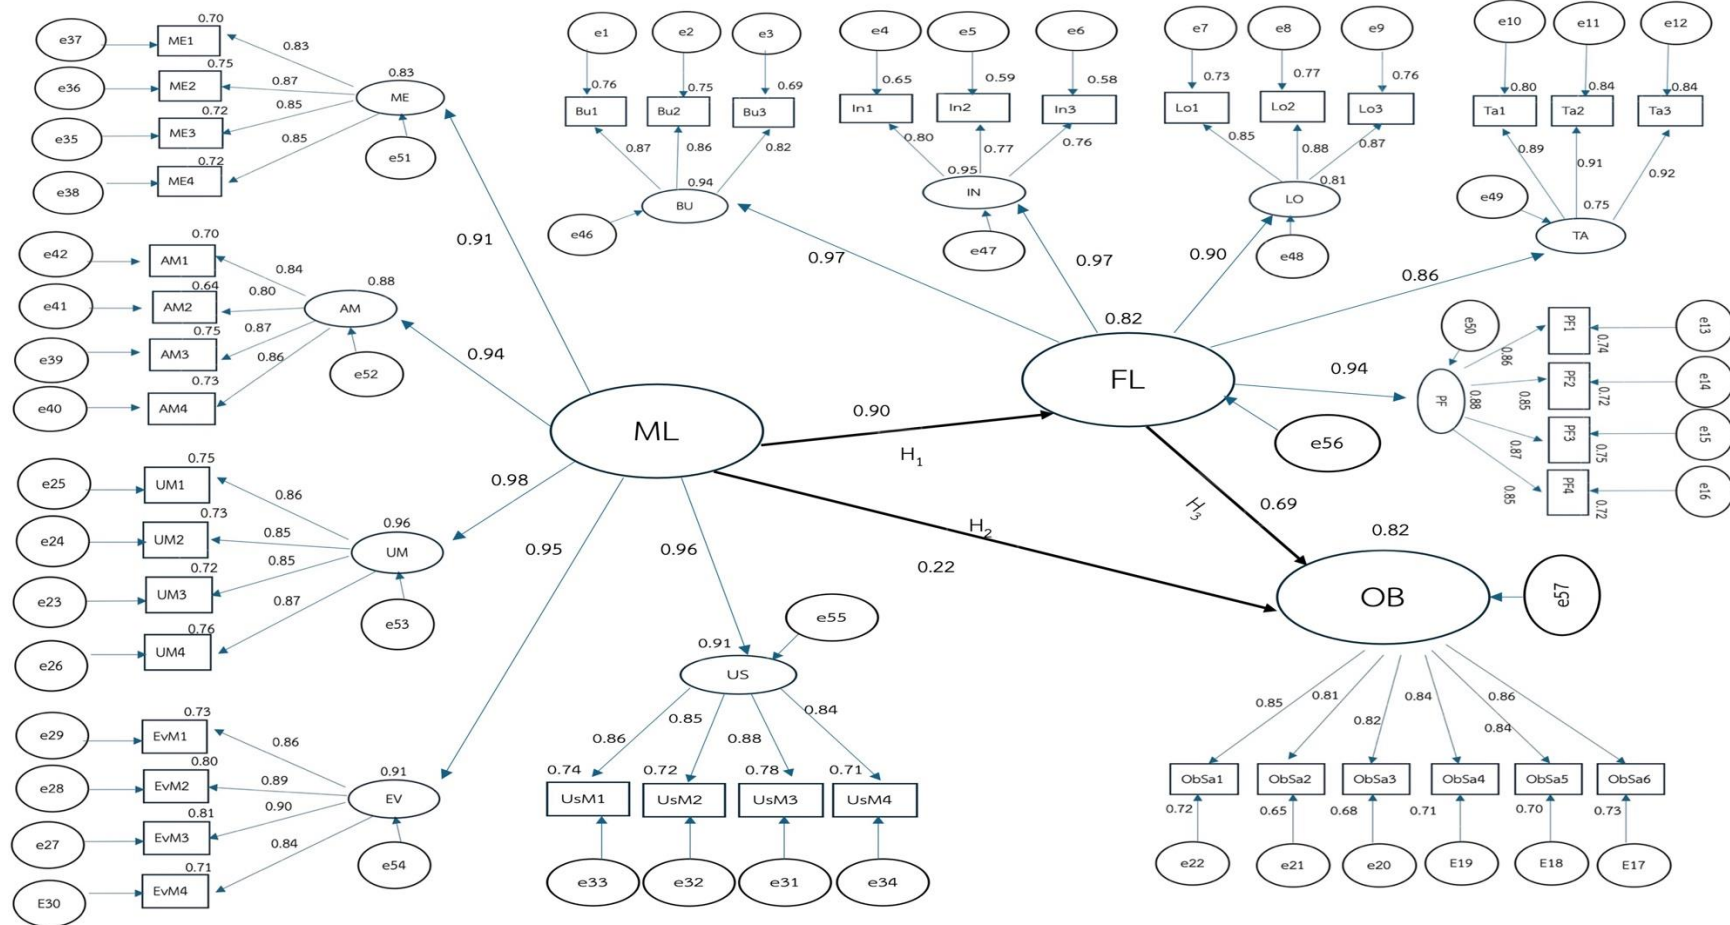 e37
0.70
ME1
0.83
e36
0.75
ME2
0.87
0.83
ME
e35
0.72
ME3
0.85
0.85
e38
0.72
ME4
e51
0.91
e1
e2
e3
0.76
0.75
0.69
Bu1
Bu2
Bu3
0.87
0.86
0.82
0.94
BU
e46
0.97
e4
e5
e6
0.65
0.59
0.58
In1
In2
In3
0.80
0.77
0.76
0.95
IN
e47
0.97
e7
e8
e9
0.73
0.77
0.76
Lo1
Lo2
Lo3
0.85
0.88
0.87
0.81
LO
e48
0.90
e10
e11
e12
0.80
0.84
0.84
Ta1
Ta2
Ta3
0.89
0.91
0.92
e49
0.75
TA
0.86
e42
0.70
AM1
0.84
e41
0.64
AM2
0.80
0.88
AM
e39
0.75
AM3
0.87
0.86
e40
0.73
AM4
e52
0.94
0.82
FL
e56
0.94
e50
PF
0.88
0.86
PF1
0.74
e13
0.85
PF2
0.72
e14
0.87
PF3
0.75
e15
0.85
PF4
0.72
e16
ML
0.90
H1
H2
0.22
H3
0.69
e25
0.75
UM1
0.86
e24
0.73
UM2
0.85
0.96
UM
e23
0.72
UM3
0.85
0.87
e26
0.76
UM4
e53
0.98
0.95
0.96
0.82
OB
e57
e55
0.91
US
0.86
0.85
0.88
0.84
0.74
0.72
0.78
0.71
UsM1
UsM2
UsM3
UsM4
e33
e32
e31
e34
e29
0.73
EvM1
0.86
e28
0.80
EvM2
0.89
0.91
EV
e27
0.81
EvM3
0.90
0.84
E30
0.71
EvM4
e54
0.85
0.81
0.82
0.84
0.84
0.86
ObSa1
ObSa2
ObSa3
ObSa4
ObSa5
ObSa6
0.72
0.65
0.68
0.71
0.70
0.73
e22
e21
e20
E19
E18
E17